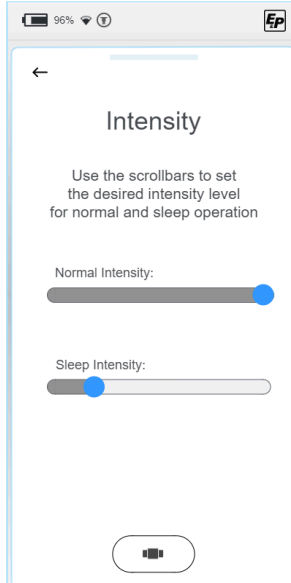 96%
EP
Intensity
Use the scrollbars to set
the desired intensity level
for normal and sleep operation
Normal Intensity:
Sleep Intensity: